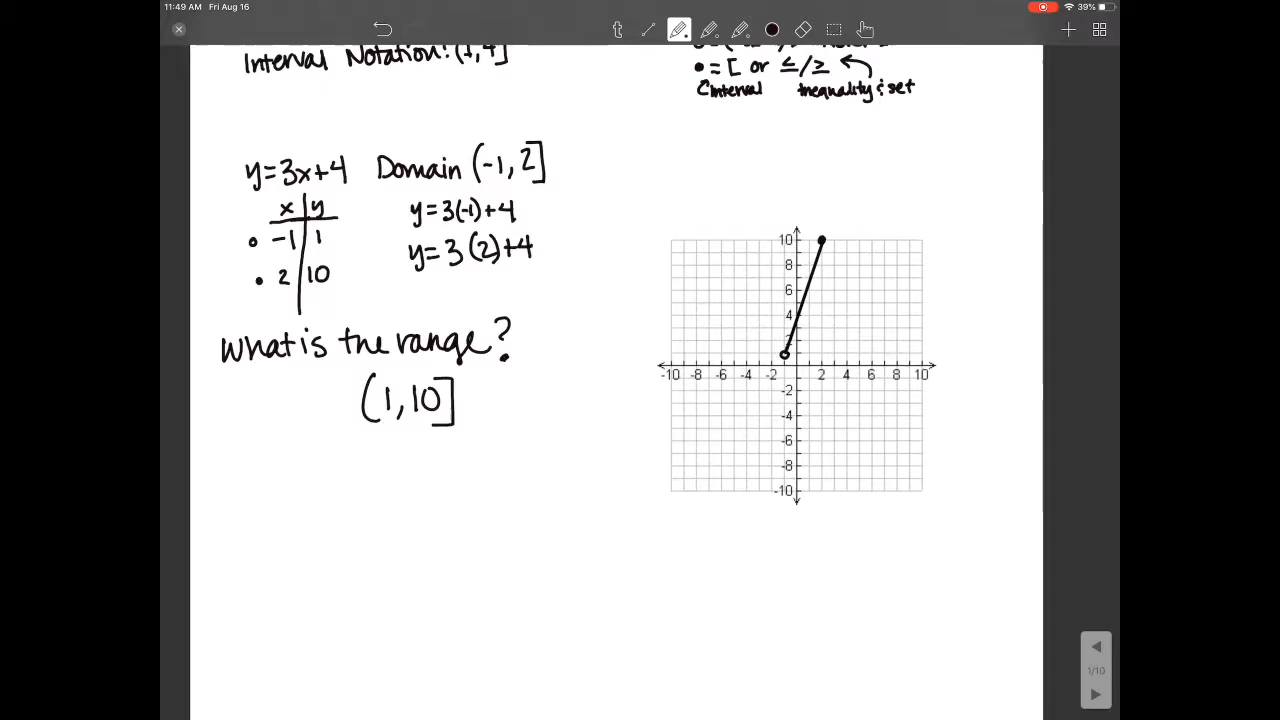 11:49 AM Fri Aug 16
39%
Interval Notation: (1,4]
• = [ or ≤/≥
Interval Inequality & set
y=3x+4 Domain (-1, 2]
x y
-1 1
2 10
y=3(-1)+4
y=3(2)+4
What is the range?
(1,10]
10
8
6
4
2
-10 -8 -6 -4 -2 2 4 6 8 10
-2
-4
-6
-8
-10
1/10